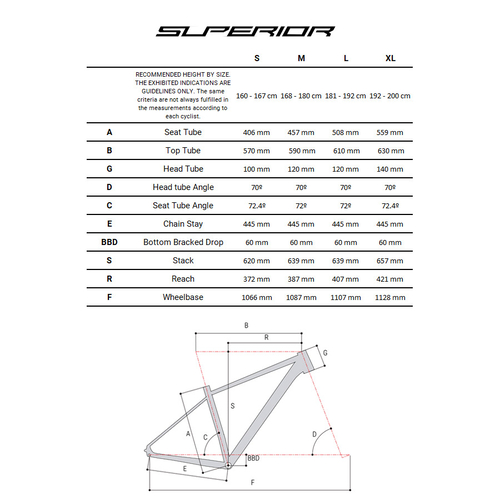 SUPERIOR
S M L XL
RECOMMENDED HEIGHT BY SIZE.
THE EXHIBITED INDICATIONS ARE
GUIDELINES ONLY. The same
criteria are not always fulfilled in
the measurements according to
each cyclist.
160 - 167 cm 168 - 180 cm 181 - 192 cm 192 - 200 cm
A Seat Tube 406 mm 457 mm 508 mm 559 mm
B Top Tube 570 mm 590 mm 610 mm 630 mm
G Head Tube 100 mm 120 mm 120 mm 140 mm
D Head tube Angle 70º 70º 70º 70º
C Seat Tube Angle 72.4º 72º 72º 72.4º
E Chain Stay 445 mm 445 mm 445 mm 445 mm
BBD Bottom Bracked Drop 60 mm 60 mm 60 mm 60 mm
S Stack 620 mm 639 mm 639 mm 657 mm
R Reach 372 mm 387 mm 407 mm 421 mm
F Wheelbase 1066 mm 1087 mm 1107 mm 1128 mm
B
R
G
S
A
C
D
BBD
E
F